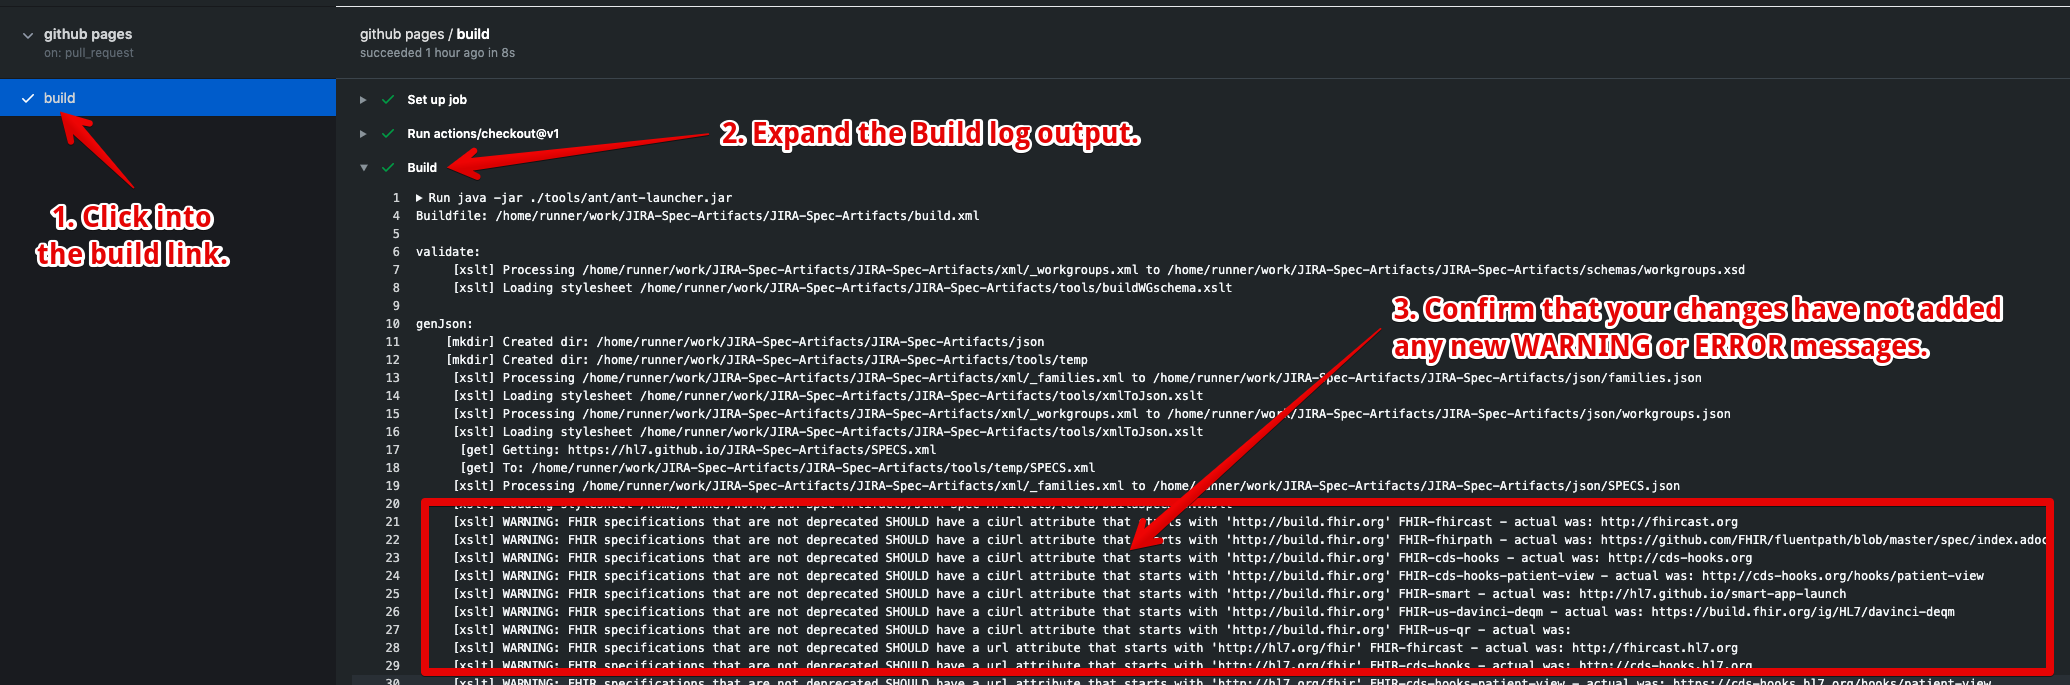 github pages
on: pull_request
build
github pages / build
succeeded 1 hour ago in 8s
Set up job
Run actions/checkout@v1
Build
1. Click into
the build link.
2. Expand the Build log output.
3. Confirm that your changes have not added
any new WARNING or ERROR messages.
1 Run java -jar ./tools/ant/ant-launcher.jar
4 Buildfile: /home/runner/work/JIRA-Spec-Artifacts/JIRA-Spec-Artifacts/build.xml
5
6 validate:
7 [xslt] Processing /home/runner/work/JIRA-Spec-Artifacts/JIRA-Spec-Artifacts/xml/_workgroups.xml to /home/runner/work/JIRA-Spec-Artifacts/JIRA-Spec-Artifacts/schemas/workgroups.xsd
8 [xslt] Loading stylesheet /home/runner/work/JIRA-Spec-Artifacts/JIRA-Spec-Artifacts/tools/buildWGschema.xslt
9
10 genJson:
11 [mkdir] Created dir: /home/runner/work/JIRA-Spec-Artifacts/JIRA-Spec-Artifacts/json
12 [mkdir] Created dir: /home/runner/work/JIRA-Spec-Artifacts/JIRA-Spec-Artifacts/tools/temp
13 [xslt] Processing /home/runner/work/JIRA-Spec-Artifacts/JIRA-Spec-Artifacts/xml/_families.xml to /home/runner/work/JIRA-Spec-Artifacts/JIRA-Spec-Artifacts/json/families.json
14 [xslt] Loading stylesheet /home/runner/work/JIRA-Spec-Artifacts/JIRA-Spec-Artifacts/tools/xmlToJson.xslt
15 [xslt] Processing /home/runner/work/JIRA-Spec-Artifacts/JIRA-Spec-Artifacts/xml/_workgroups.xml to /home/runner/work/JIRA-Spec-Artifacts/JIRA-Spec-Artifacts/json/workgroups.json
16 [xslt] Loading stylesheet /home/runner/work/JIRA-Spec-Artifacts/JIRA-Spec-Artifacts/tools/xmlToJson.xslt
17 [get] Getting: https://hl7.github.io/JIRA-Spec-Artifacts/SPECS.xml
18 [get] To: /home/runner/work/JIRA-Spec-Artifacts/JIRA-Spec-Artifacts/tools/temp/SPECS.xml
19 [xslt] Processing /home/runner/work/JIRA-Spec-Artifacts/JIRA-Spec-Artifacts/xml/_families.xml to /home/runner/work/JIRA-Spec-Artifacts/JIRA-Spec-Artifacts/json/SPECS.json
20
21 [xslt] WARNING: FHIR specifications that are not deprecated SHOULD have a ciUrl attribute that starts with 'http://build.fhir.org' FHIR-fhircast - actual was: http://fhircast.org
22 [xslt] WARNING: FHIR specifications that are not deprecated SHOULD have a ciUrl attribute that starts with 'http://build.fhir.org' FHIR-fhirpath - actual was: https://github.com/FHIR/fluentpath/blob/master/spec/index.adoc
23 [xslt] WARNING: FHIR specifications that are not deprecated SHOULD have a ciUrl attribute that starts with 'http://build.fhir.org' FHIR-cds-hooks - actual was: http://cds-hooks.org
24 [xslt] WARNING: FHIR specifications that are not deprecated SHOULD have a ciUrl attribute that starts with 'http://build.fhir.org' FHIR-cds-hooks-patient-view - actual was: http://cds-hooks.org/hooks/patient-view
25 [xslt] WARNING: FHIR specifications that are not deprecated SHOULD have a ciUrl attribute that starts with 'http://build.fhir.org' FHIR-smart - actual was: http://hl7.github.io/smart-app-launch
26 [xslt] WARNING: FHIR specifications that are not deprecated SHOULD have a ciUrl attribute that starts with 'http://build.fhir.org' FHIR-us-davinci-deqm - actual was: https://build.fhir.org/ig/HL7/davinci-deqm
27 [xslt] WARNING: FHIR specifications that are not deprecated SHOULD have a ciUrl attribute that starts with 'http://build.fhir.org' FHIR-us-qr - actual was:
28 [xslt] WARNING: FHIR specifications that are not deprecated SHOULD have a url attribute that starts with 'http://hl7.org/fhir' FHIR-fhircast - actual was: http://fhircast.hl7.org
29 [xslt] WARNING: FHIR specifications that are not deprecated SHOULD have a url attribute that starts with 'http://hl7.org/fhir' FHIR-cds-hooks - actual was: http://cds-hooks.hl7.org
30 [xslt] WARNING: FHIR specifications that are not deprecated SHOULD have a url attribute that starts with 'http://hl7.org/fhir' FHIR-cds-hooks-patient-view - actual was: https://cds-hooks.hl7.org/hooks/patient-view